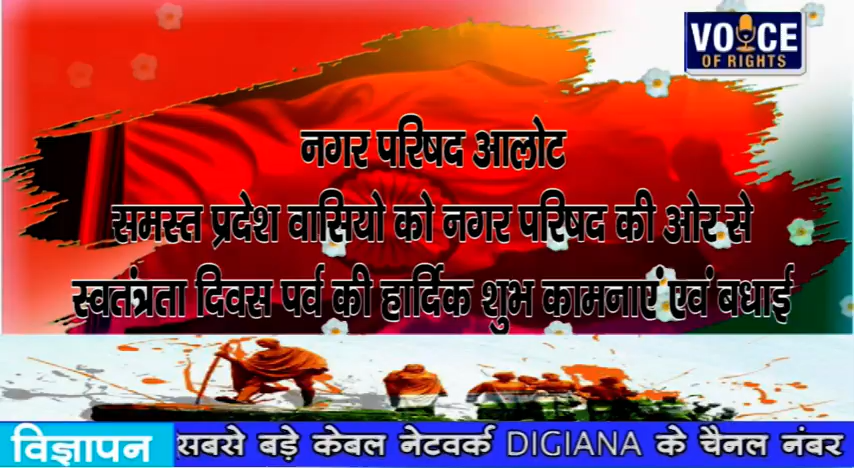 VOICE
OF RIGHTS
नगर परिषद आलोट
समस्त प्रदेश वासियो को नगर परिषद की ओर से
स्वतंत्रता दिवस पर्व की हार्दिक शुभ कामनाएं एवं बधाई
विज्ञापन
सबसे बड़े केबल नेटवर्क DIGIANA के चैनल नंबर